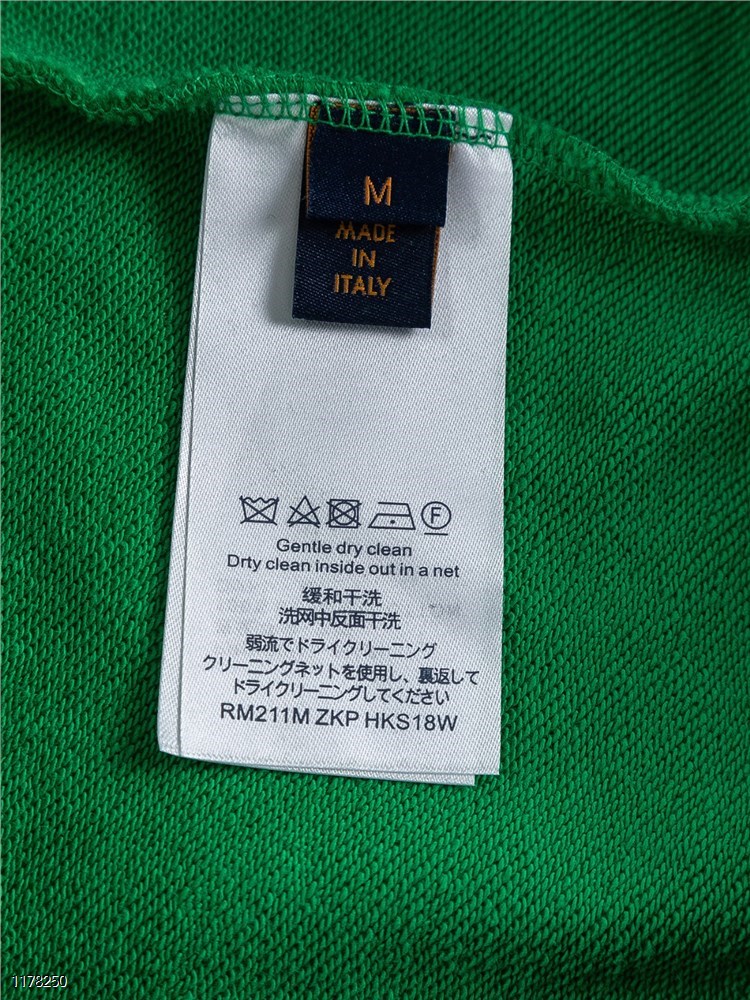 M
MADE
IN
ITALY
F
Gentle dry clean
Drty clean inside out in a net
缓和干洗
洗网中反面干洗
弱流でドライクリーニング
クリーニングネットを使用し、裏返して
ドライクリーニングしてください
RM211M ZKP HKS18W
1178250